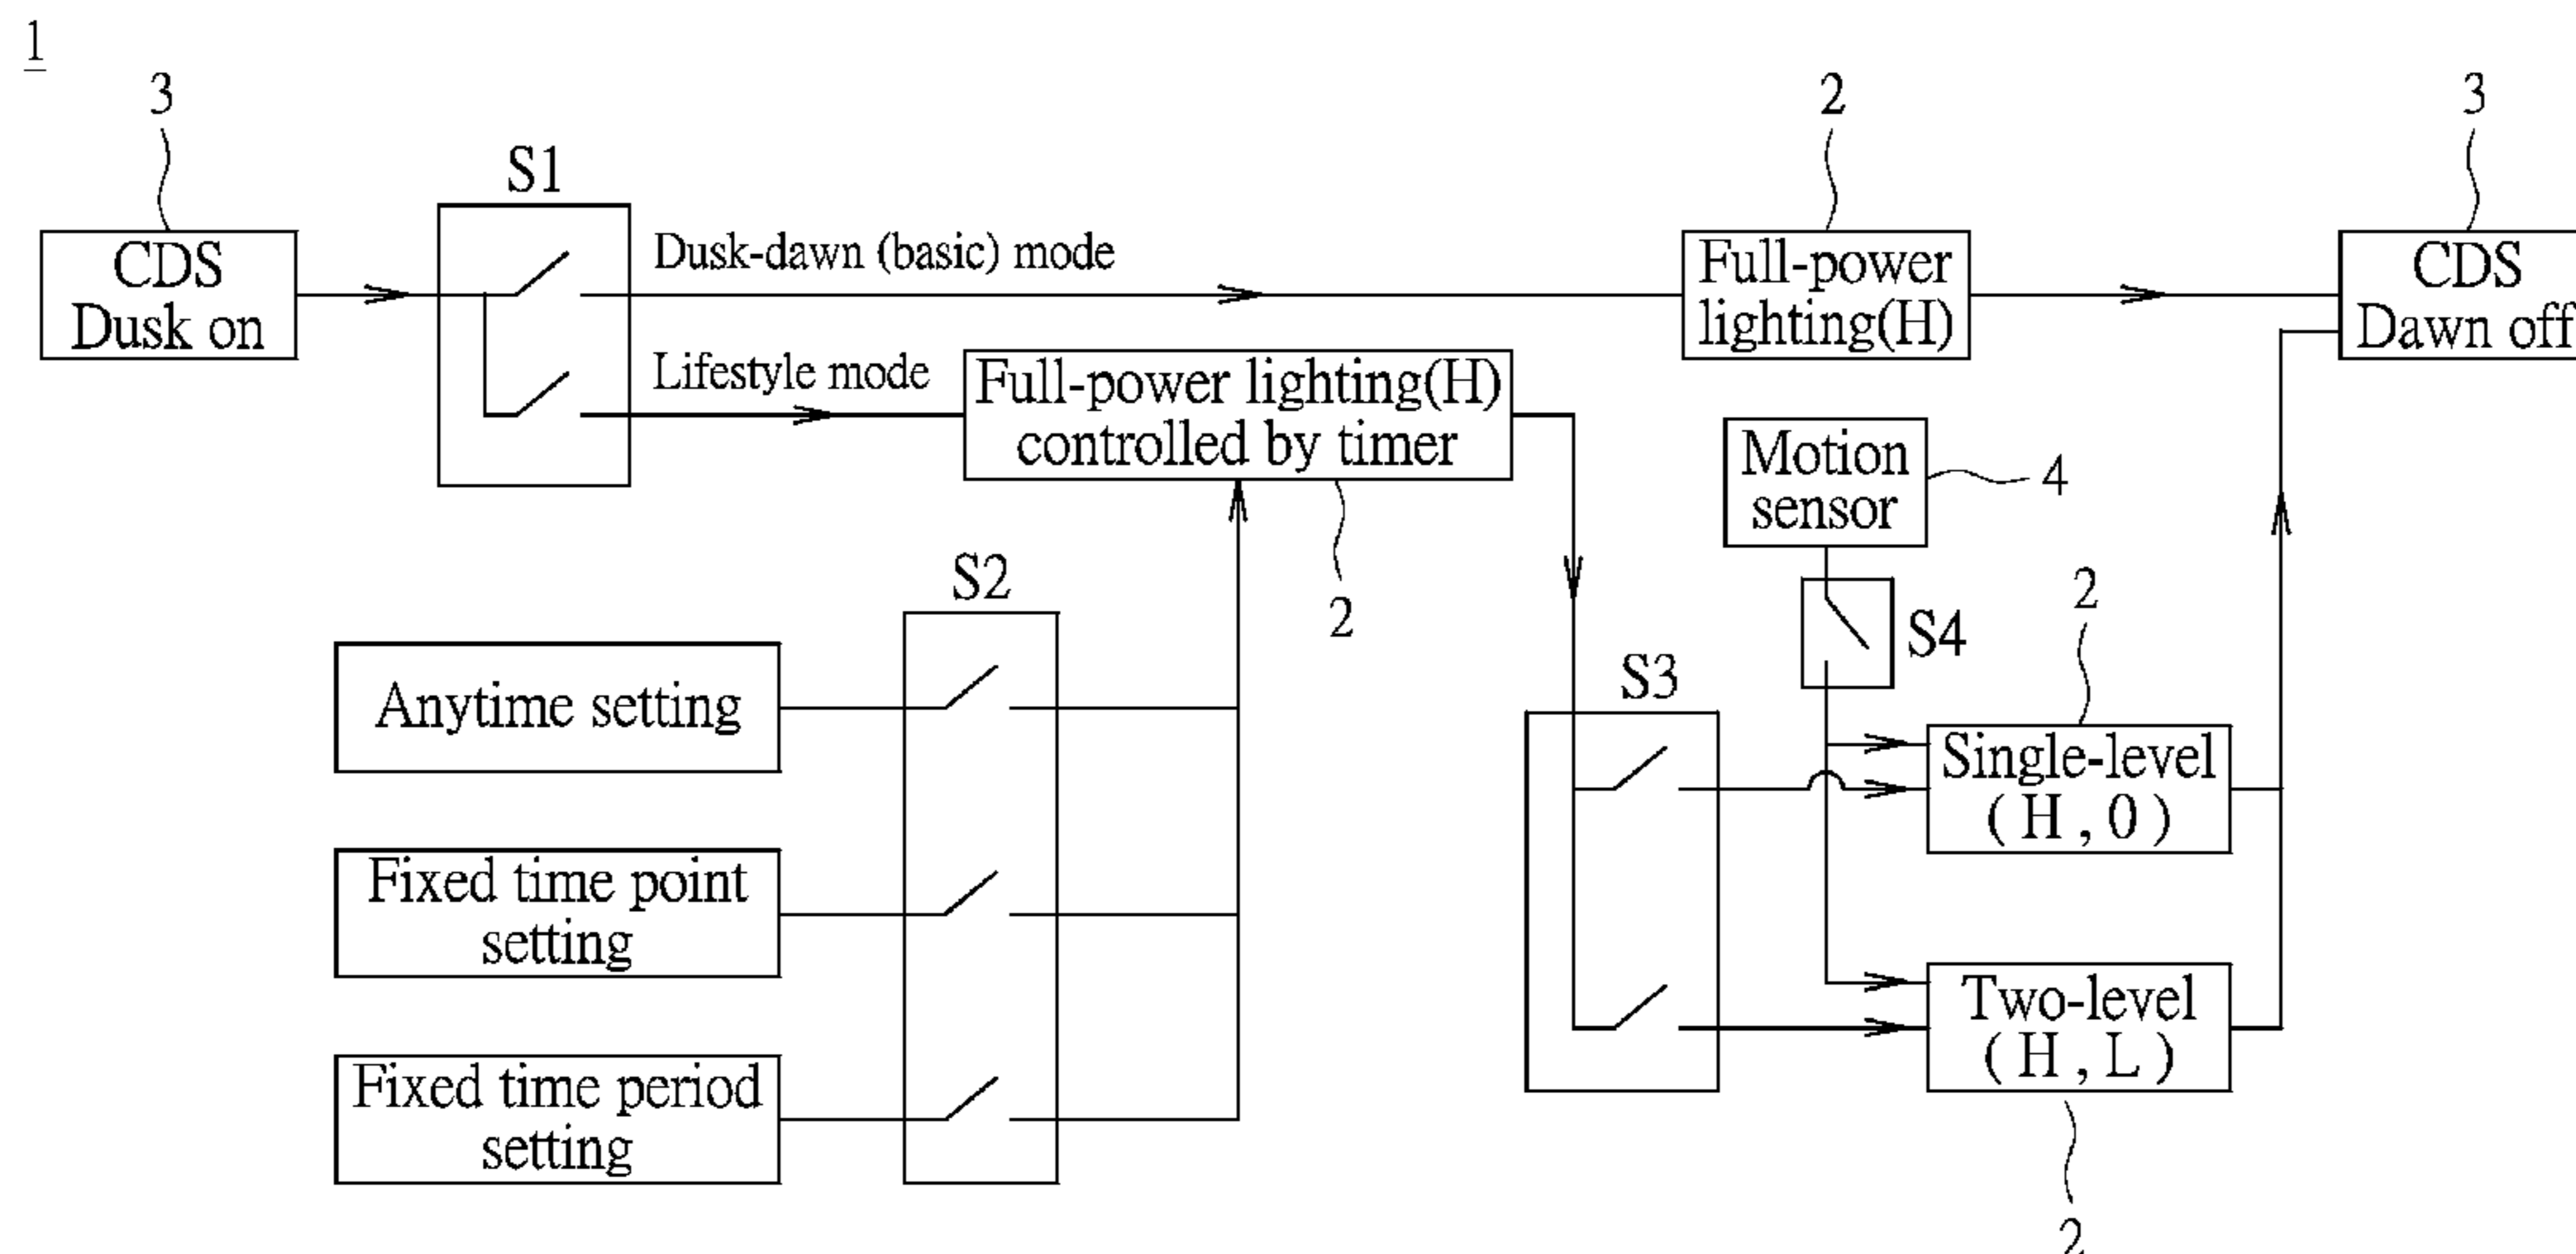 1
3
2
3
S1
CDS
Dusk on
Dusk-dawn (basic) mode
Full-power
lighting(H)
CDS
Dawn off
Lifestyle mode
Full-power lighting(H)
controlled by timer
Motion
sensor
4
S2
2
S4
2
S3
Anytime setting
Single-level
( H , 0 )
Fixed time point
setting
Two-level
( H , L )
Fixed time period
setting
2